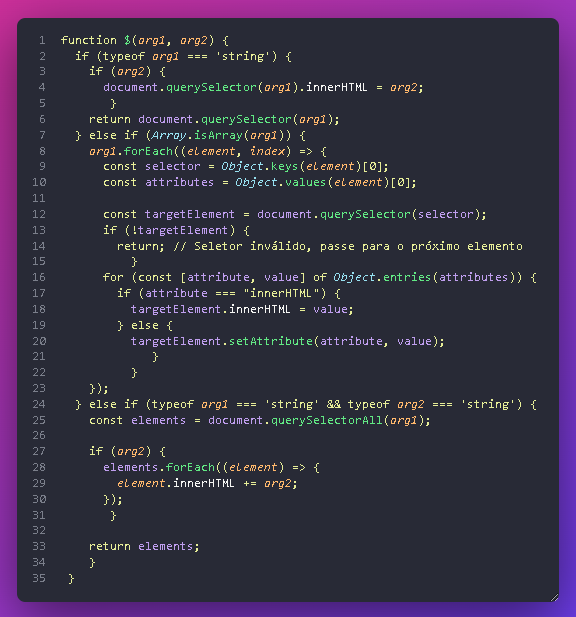 1 function $(arg1, arg2) {
2 if (typeof arg1 === 'string') {
3 if (arg2) {
4 document.querySelector(arg1).innerHTML = arg2;
5 }
6 return document.querySelector(arg1);
7 } else if (Array.isArray(arg1)) {
8 arg1.forEach((element, index) => {
9 const selector = Object.keys(element)[0];
10 const attributes = Object.values(element)[0];
11
12 const targetElement = document.querySelector(selector);
13 if (!targetElement) {
14 return; // Seletor inválido, passe para o próximo elemento
15 }
16 for (const [attribute, value] of Object.entries(attributes)) {
17 if (attribute === "innerHTML") {
18 targetElement.innerHTML = value;
19 } else {
20 targetElement.setAttribute(attribute, value);
21 }
22 }
23 });
24 } else if (typeof arg1 === 'string' && typeof arg2 === 'string') {
25 const elements = document.querySelectorAll(arg1);
26
27 if (arg2) {
28 elements.forEach((element) => {
29 element.innerHTML += arg2;
30 });
31 }
32
33 return elements;
34 }
35 }